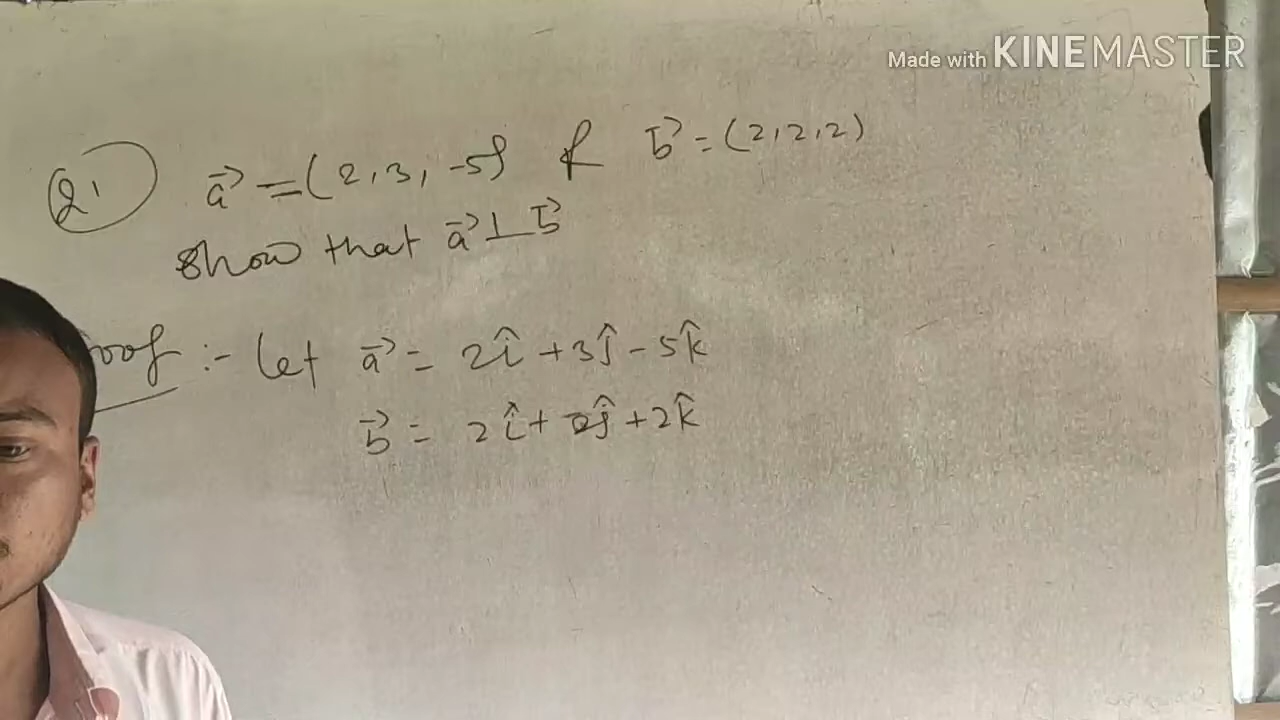 Made with KINEMASTER
Q1 a⃗ = (2,3,-5) & b⃗ = (2,2,2)
show that a⃗ ⊥ b⃗
oof :- let a⃗ = 2î + 3ĵ - 5k̂
b⃗ = 2î + 2ĵ + 2k̂